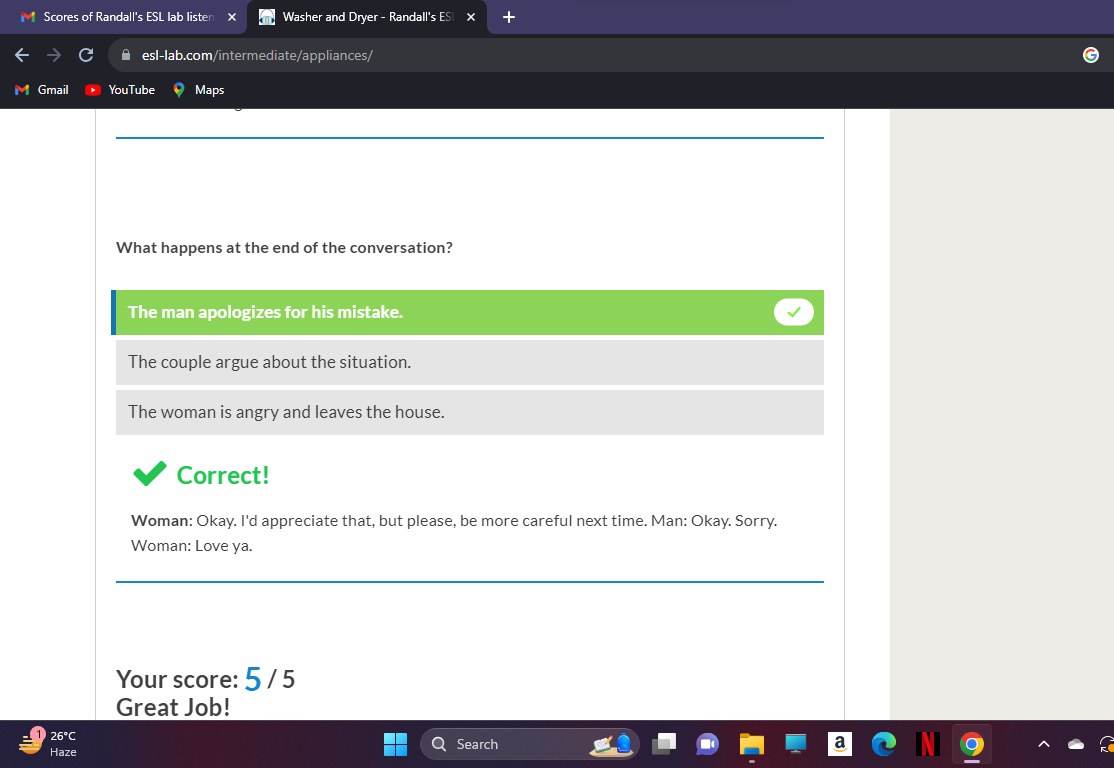 Scores of Randall's ESL lab listen
Washer and Dryer - Randall's ESL
esl-lab.com/intermediate/appliances/
Gmail
YouTube
Maps
What happens at the end of the conversation?
The man apologizes for his mistake.
The couple argue about the situation.
The woman is angry and leaves the house.
Correct!
Woman: Okay. I'd appreciate that, but please, be more careful next time. Man: Okay. Sorry.
Woman: Love ya.
Your score: 5 / 5
Great Job!
1
26°C
Haze
Search
a
N